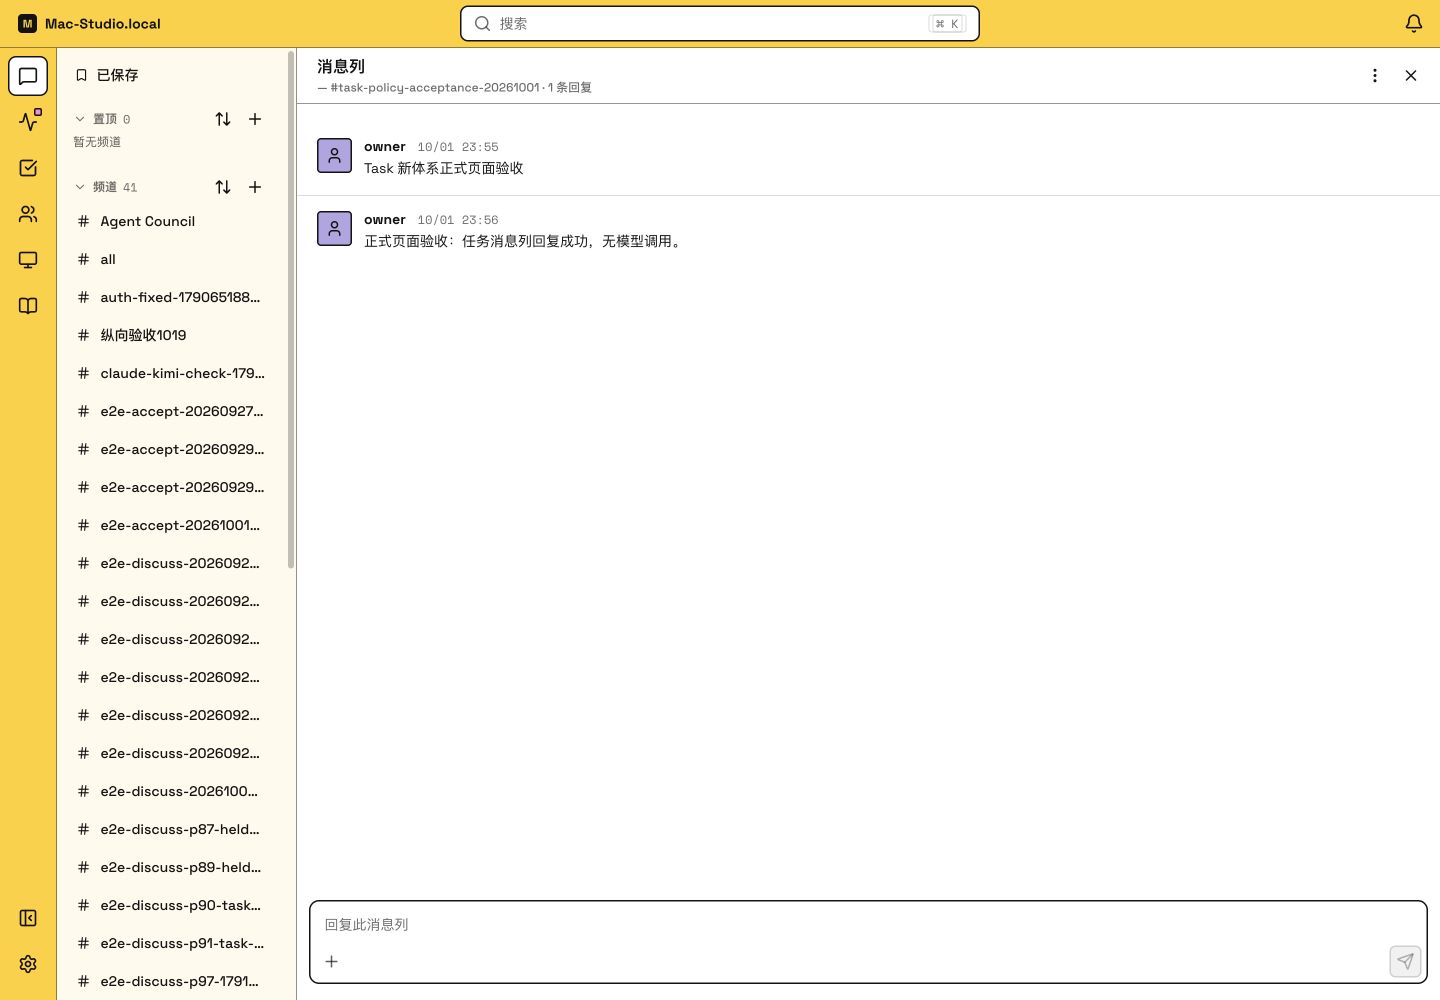 M Mac-Studio.local
搜索
⌘ K
已保存
置顶 0
暂无频道
频道 41
# Agent Council
# all
# auth-fixed-179065188...
# 纵向验收1019
# claude-kimi-check-179...
# e2e-accept-20260927...
# e2e-accept-20260929...
# e2e-accept-20260929...
# e2e-accept-20261001...
# e2e-discuss-2026092...
# e2e-discuss-2026092...
# e2e-discuss-2026092...
# e2e-discuss-2026092...
# e2e-discuss-2026092...
# e2e-discuss-2026092...
# e2e-discuss-202610​0...
# e2e-discuss-p87-held...
# e2e-discuss-p89-held...
# e2e-discuss-p90-task...
# e2e-discuss-p91-task-...
# e2e-discuss-p97-1791...
消息列
— #task-policy-acceptance-20261001 · 1 条回复
owner 10/01 23:55
Task 新体系正式页面验收
owner 10/01 23:56
正式页面验收：任务消息列回复成功，无模型调用。
回复此消息列